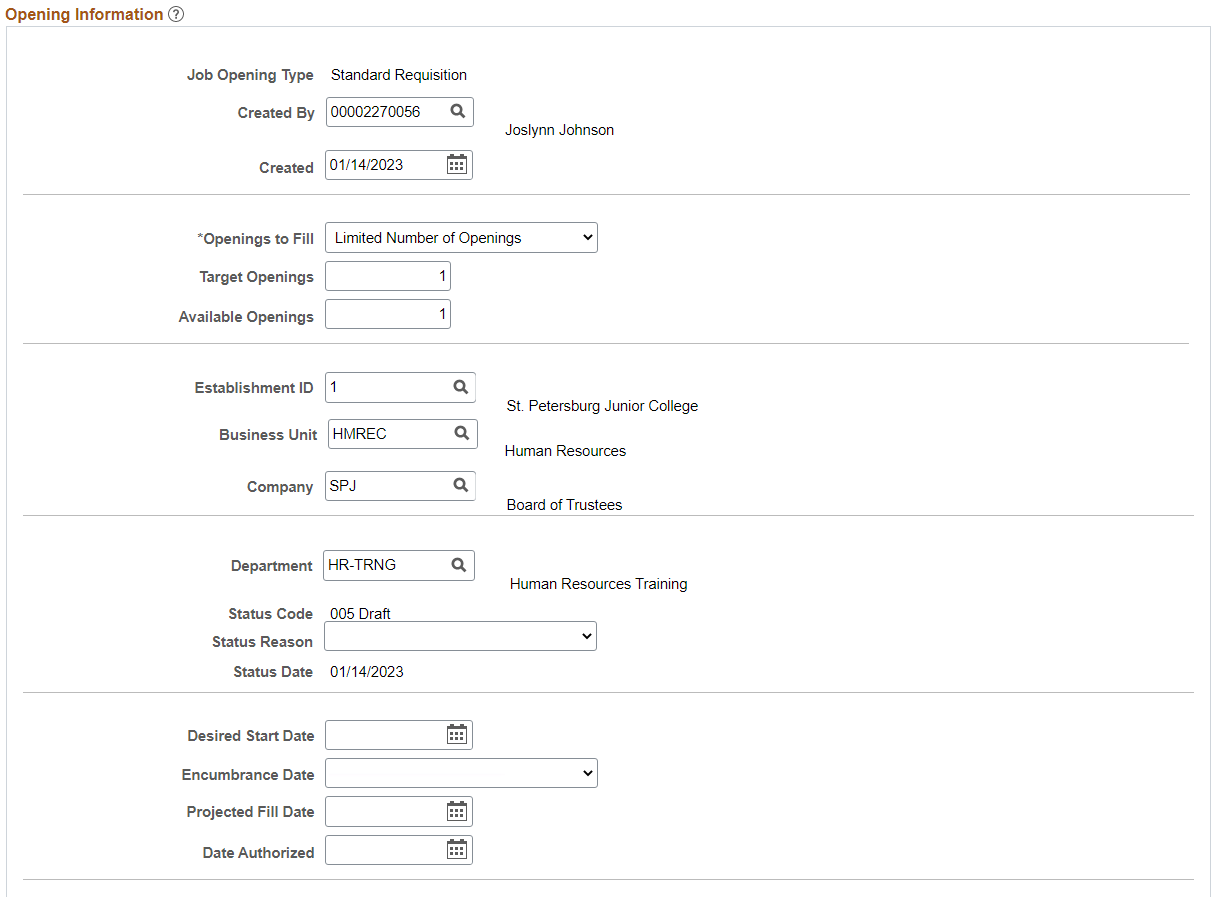 Opening Information ?
Job Opening Type Standard Requisition
Created By 00002270056
Joslynn Johnson
Created 01/14/2023
*Openings to Fill Limited Number of Openings
Target Openings 1
Available Openings 1
Establishment ID 1
St. Petersburg Junior College
Business Unit HMREC
Human Resources
Company SPJ
Board of Trustees
Department HR-TRNG
Human Resources Training
Status Code 005 Draft
Status Reason
Status Date 01/14/2023
Desired Start Date
Encumbrance Date
Projected Fill Date
Date Authorized